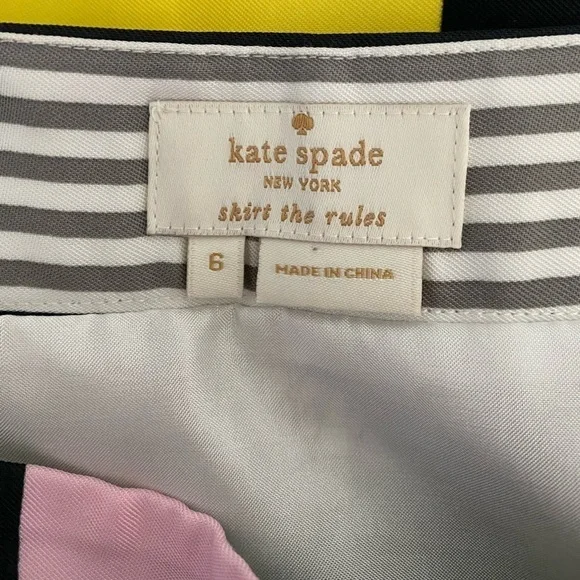 kate spade
NEW YORK
skirt the rules
6
MADE IN CHINA